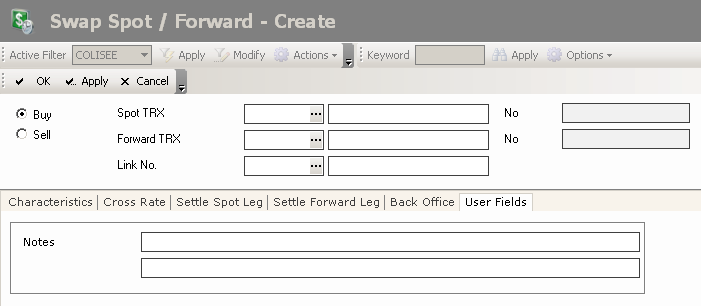 Swap Spot / Forward - Create
Active Filter COLISEE Apply Modify Actions Keyword Apply Options
OK Apply Cancel
Buy Spot TRX ... No
Sell Forward TRX ... No
Link No. ...
Characteristics Cross Rate Settle Spot Leg Settle Forward Leg Back Office User Fields
Notes